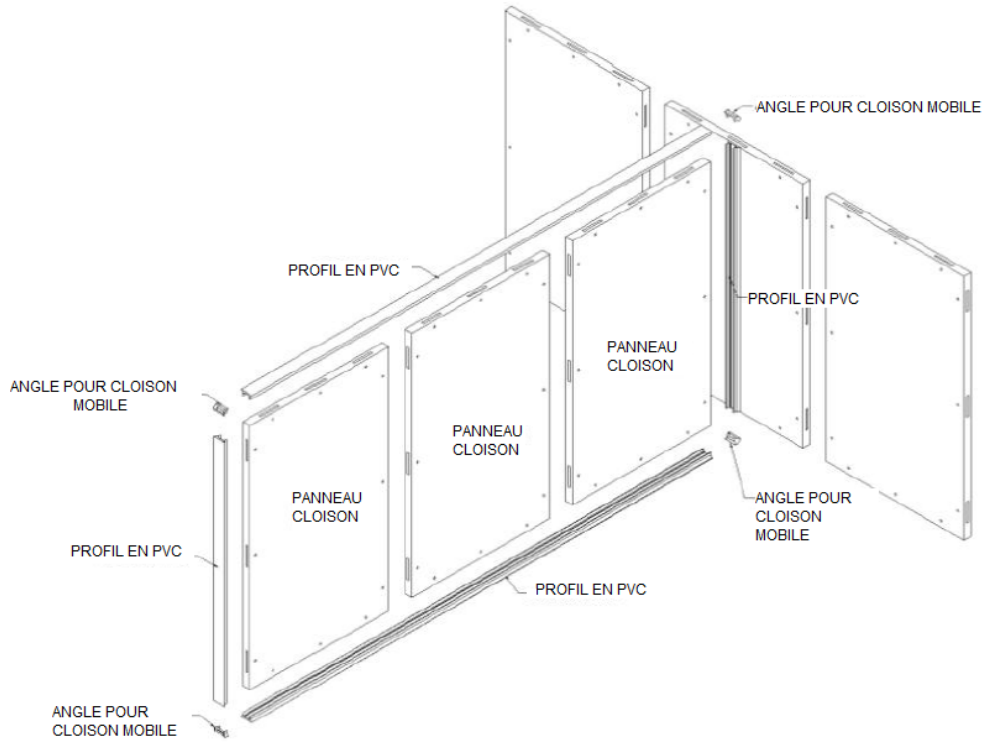 ANGLE POUR CLOISON MOBILE
PROFIL EN PVC
PROFIL EN PVC
PANNEAU
CLOISON
ANGLE POUR CLOISON
MOBILE
PANNEAU
CLOISON
PANNEAU
CLOISON
ANGLE POUR
CLOISON
MOBILE
PROFIL EN PVC
PROFIL EN PVC
ANGLE POUR
CLOISON MOBILE